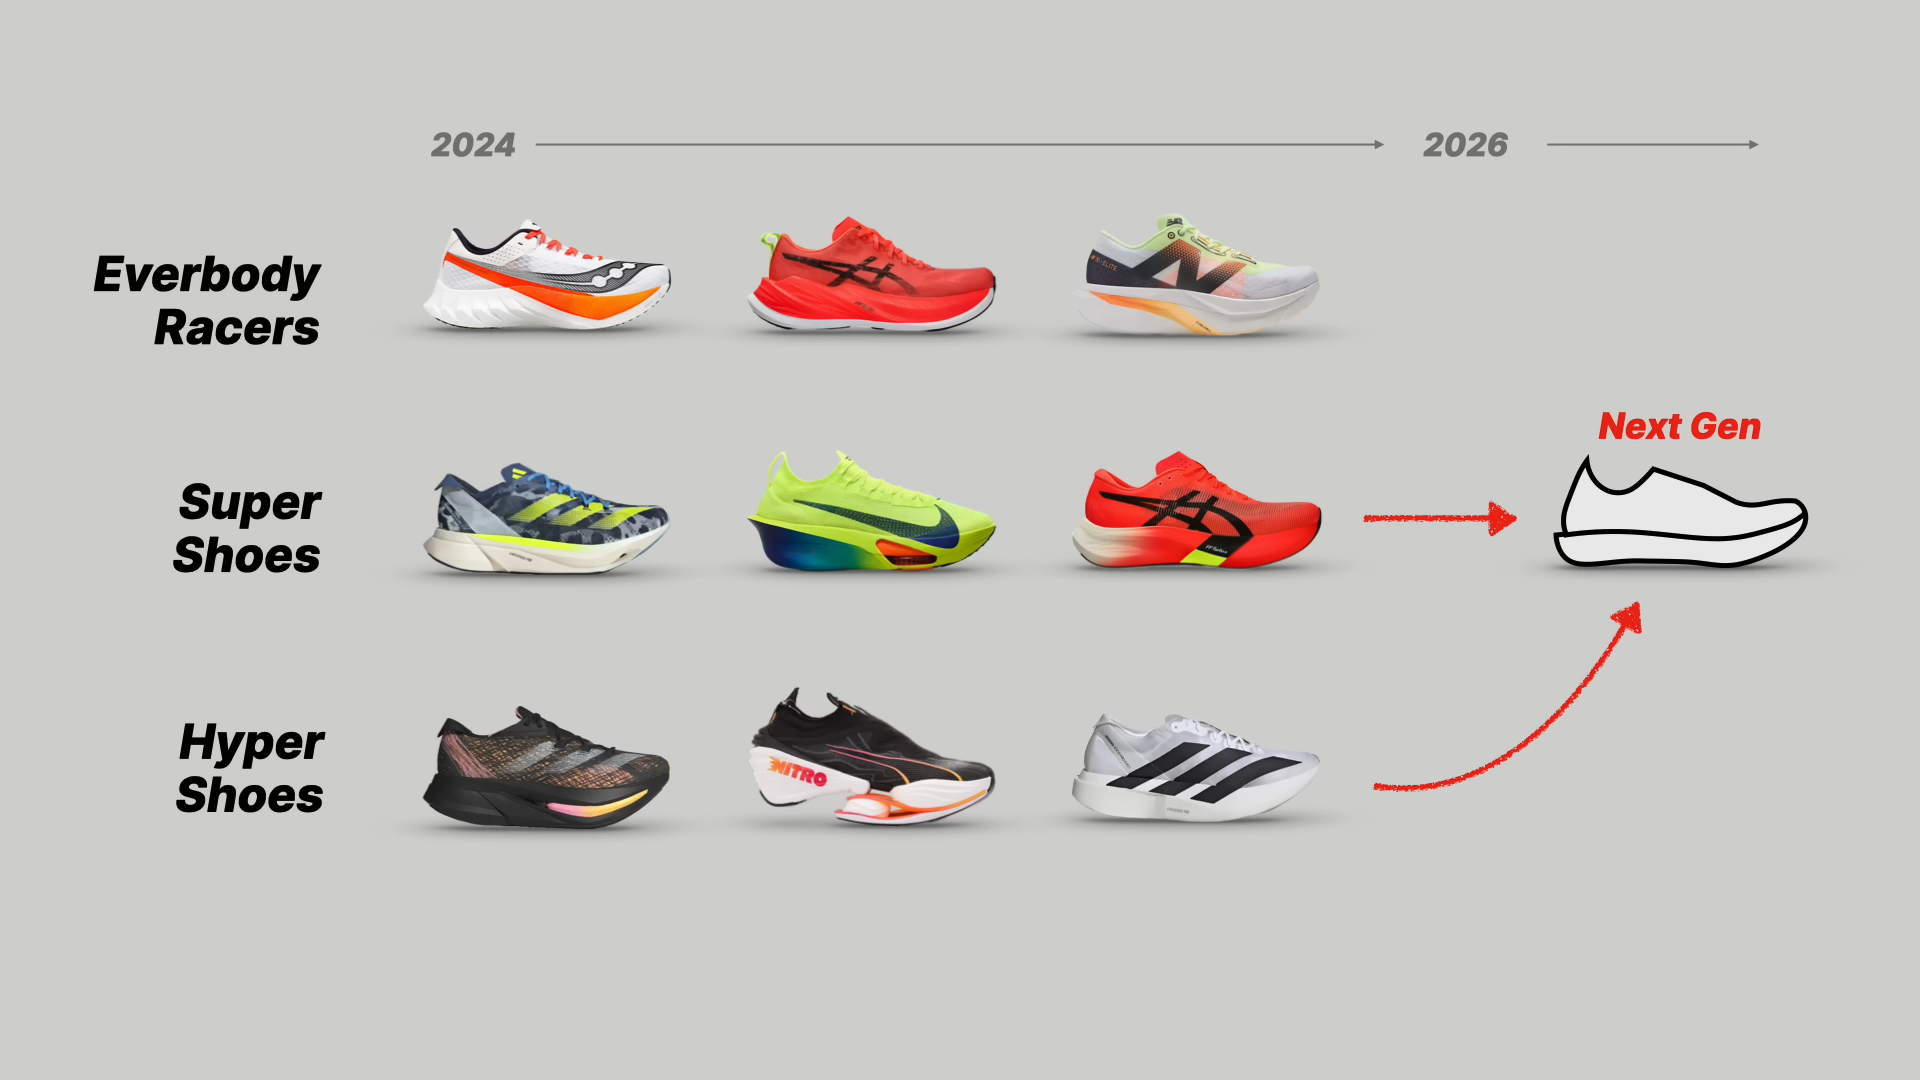 2024
2026
Everbody
Racers
Next Gen
Super
Shoes
Hyper
Shoes
NITRO